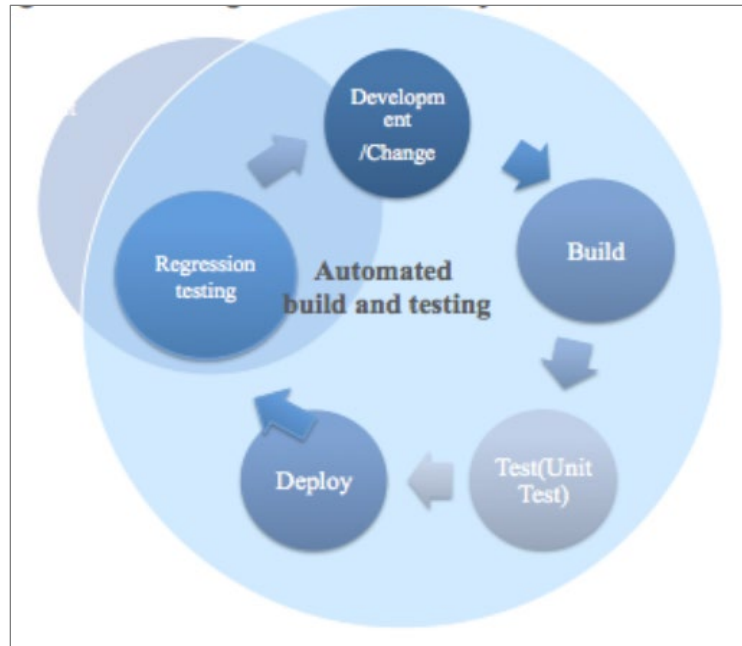 Developm
ent
/Change
Build
Regression
testing
Automated
build and testing
Test(Unit
Test)
Deploy